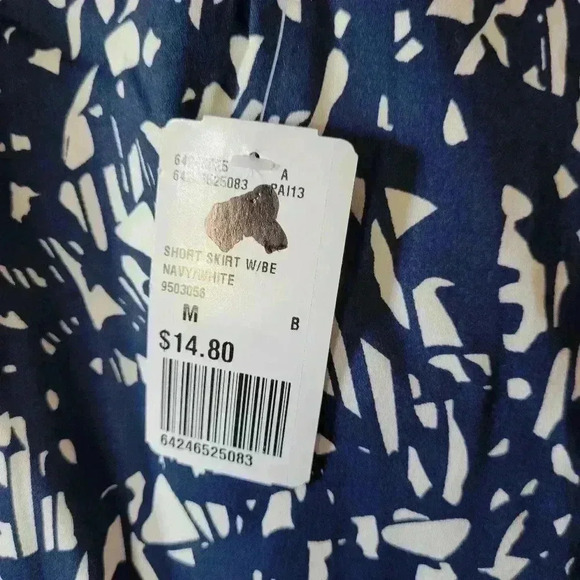 A
64246525083 PAI13
SHORT SKIRT W/BE
NAVY/WHITE
9503058
M B
$14.80
64246525083